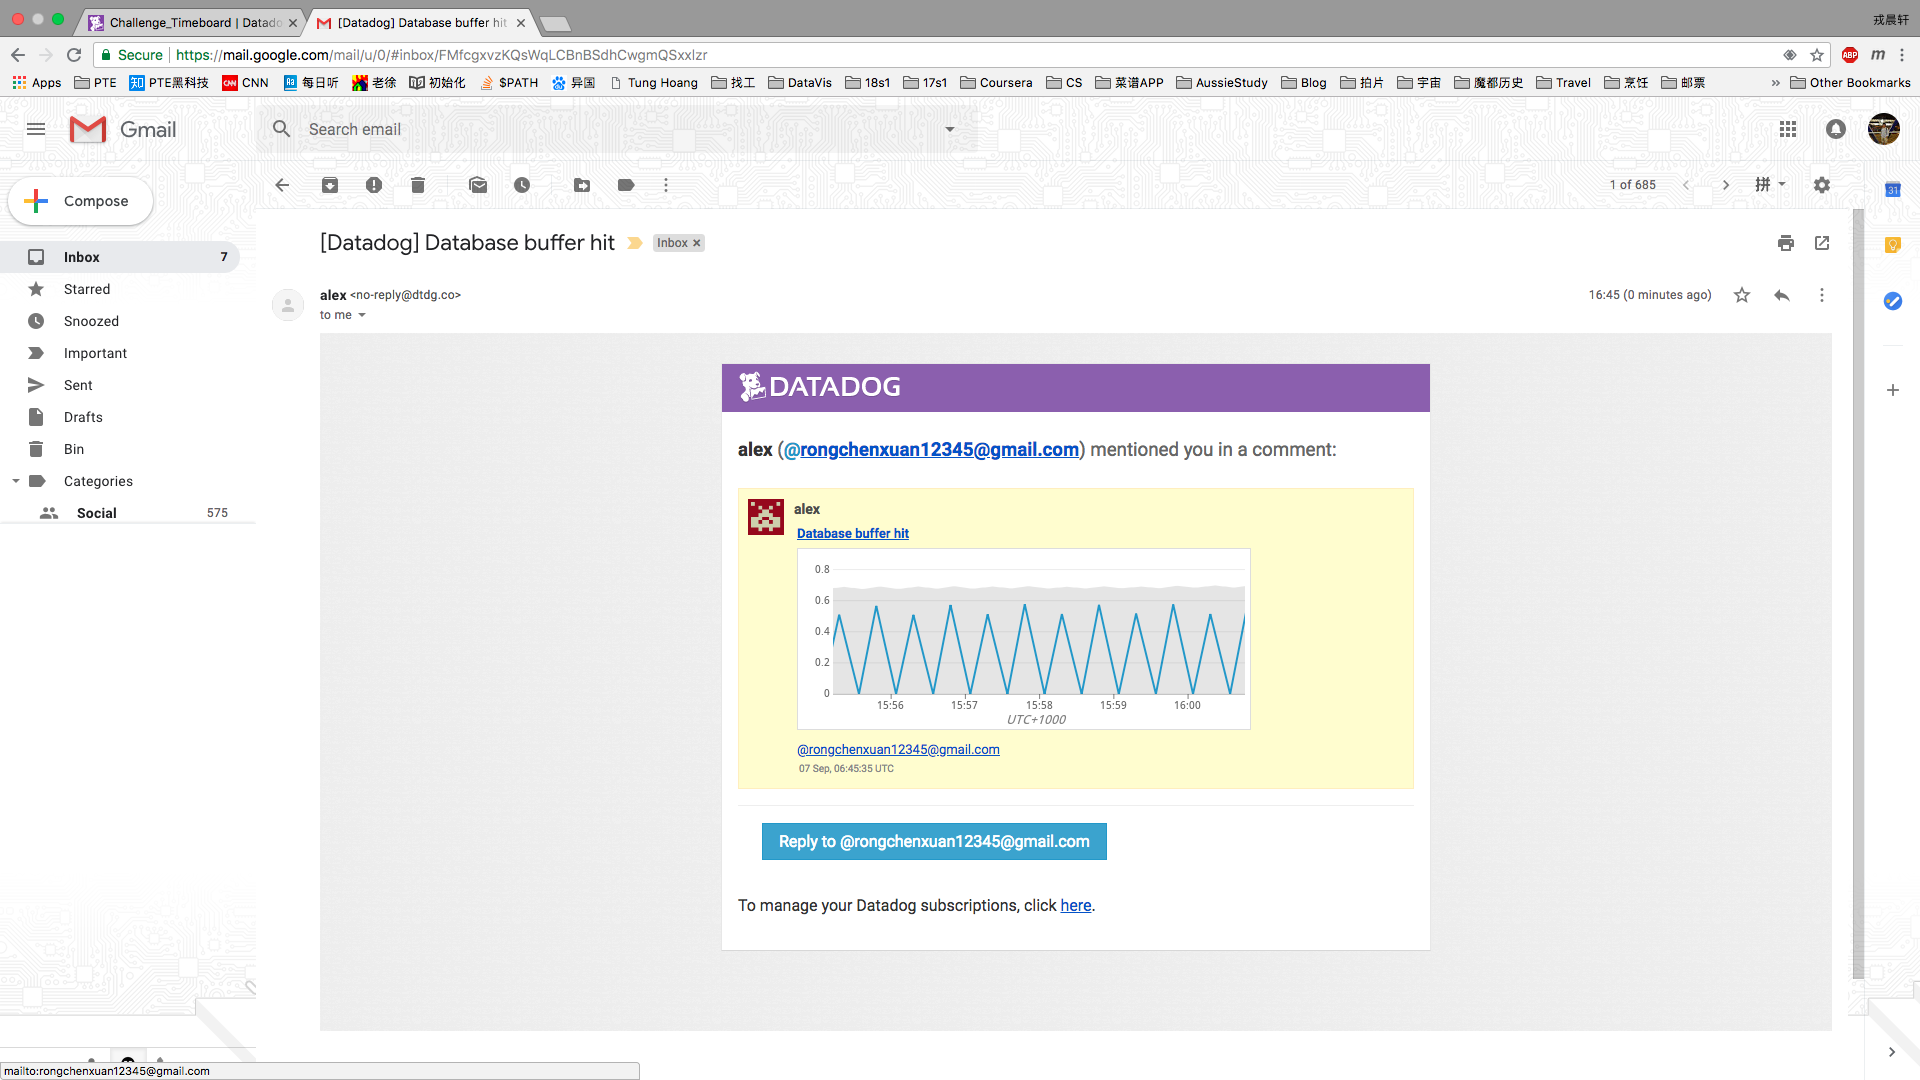 Challenge_Timeboard | Datado
[Datadog] Database buffer hit
戎晨轩
Secure https://mail.google.com/mail/u/0/#inbox/FMfcgxvzKQsWqLCBnBSdhCwgmQSxxlzr
ABP m
Apps PTE 知 PTE黑科技 CNN CNN 每日听 老徐 初始化 $PATH 异国 Tung Hoang 找工 DataVis 18s1 17s1 Coursera CS 菜谱APP AussieStudy Blog 拍片 宇宙 魔都历史 Travel 烹饪 邮票 » Other Bookmarks
Gmail
Search email
Compose
1 of 685
拼
31
[Datadog] Database buffer hit
Inbox
Inbox 7
Starred
Snoozed
Important
Sent
Drafts
Bin
Categories
Social 575
alex <no-reply@dtdg.co>
16:45 (0 minutes ago)
to me
DATADOG
alex (@rongchenxuan12345@gmail.com) mentioned you in a comment:
alex
Database buffer hit
0.8
0.6
0.4
0.2
0
15:56 15:57 15:58 15:59 16:00
UTC+1000
@rongchenxuan12345@gmail.com
07 Sep, 06:45:35 UTC
Reply to @rongchenxuan12345@gmail.com
To manage your Datadog subscriptions, click here.
mailto:rongchenxuan12345@gmail.com